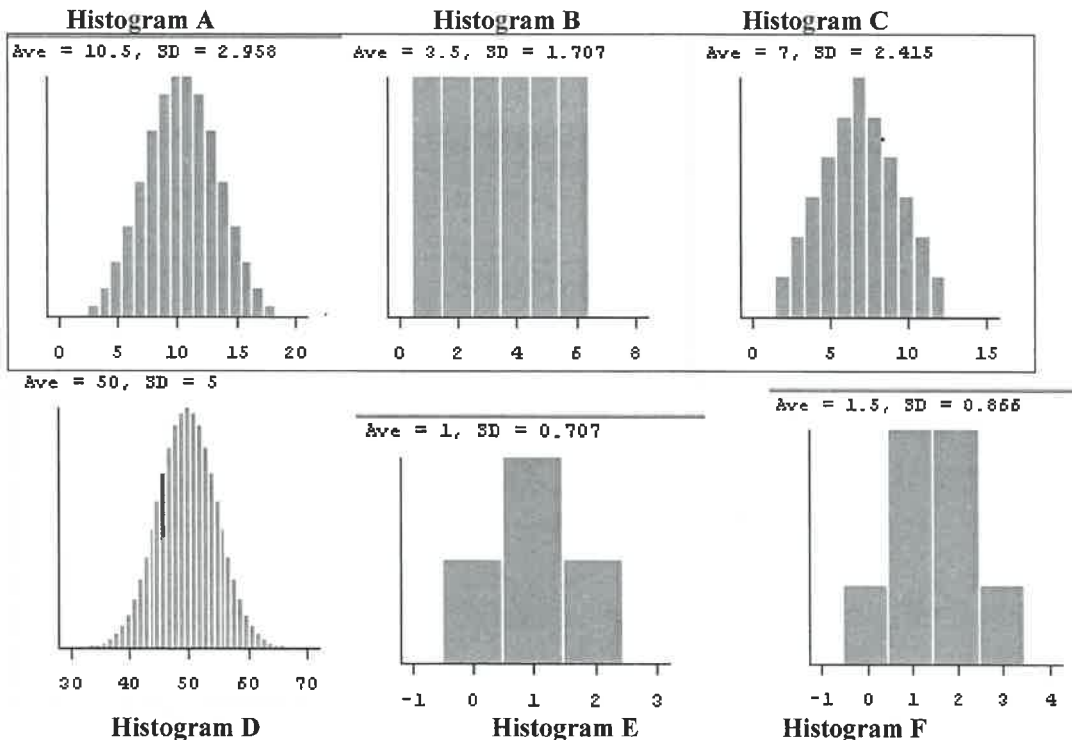 Histogram A Histogram B Histogram C
Ave = 10.5, SD = 2.958 Ave = 3.5, SD = 1.707 Ave = 7, SD = 2.415
0 5 10 15 20 0 2 4 6 8 0 5 10 15
Ave = 50, SD = 5
Ave = 1, SD = 0.707 Ave = 1.5, SD = 0.866
30 40 50 60 70 -1 0 1 2 3 -1 0 1 2 3 4
Histogram D Histogram E Histogram F